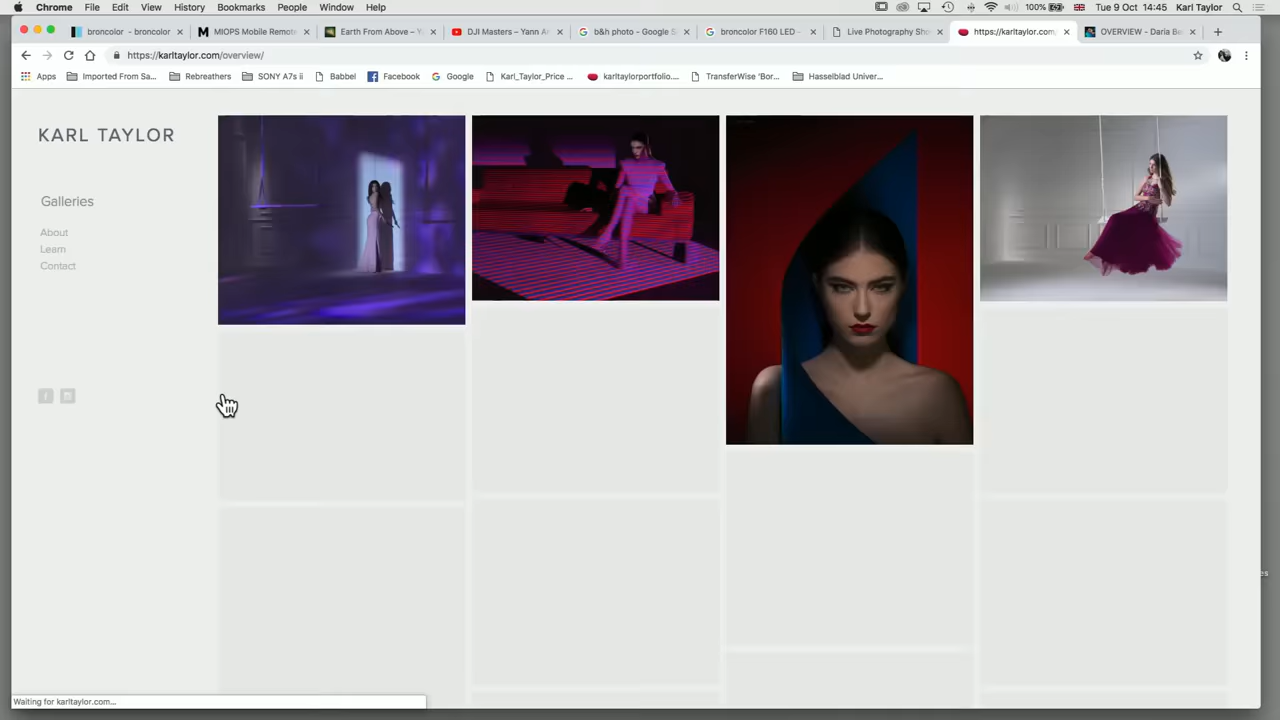 Chrome File Edit View History Bookmarks People Window Help 100% Tue 9 Oct 14:45 Karl Taylor
broncolor - broncolor
MIOPS Mobile Remote
Earth From Above – Y
DJI Masters – Yann A
b&h photo - Google S
broncolor F160 LED -
Live Photography Sho
https://karltaylor.com/
OVERVIEW - Daria Be
https://karltaylor.com/overview/
Apps Imported From Sa... Rebreathers SONY A7s ii Babbel Facebook Google Karl_Taylor_Price ... karltaylorportfolio.... TransferWise 'Bor... Hasselblad Univer...
KARL TAYLOR
Galleries
About
Learn
Contact
Waiting for karltaylor.com...